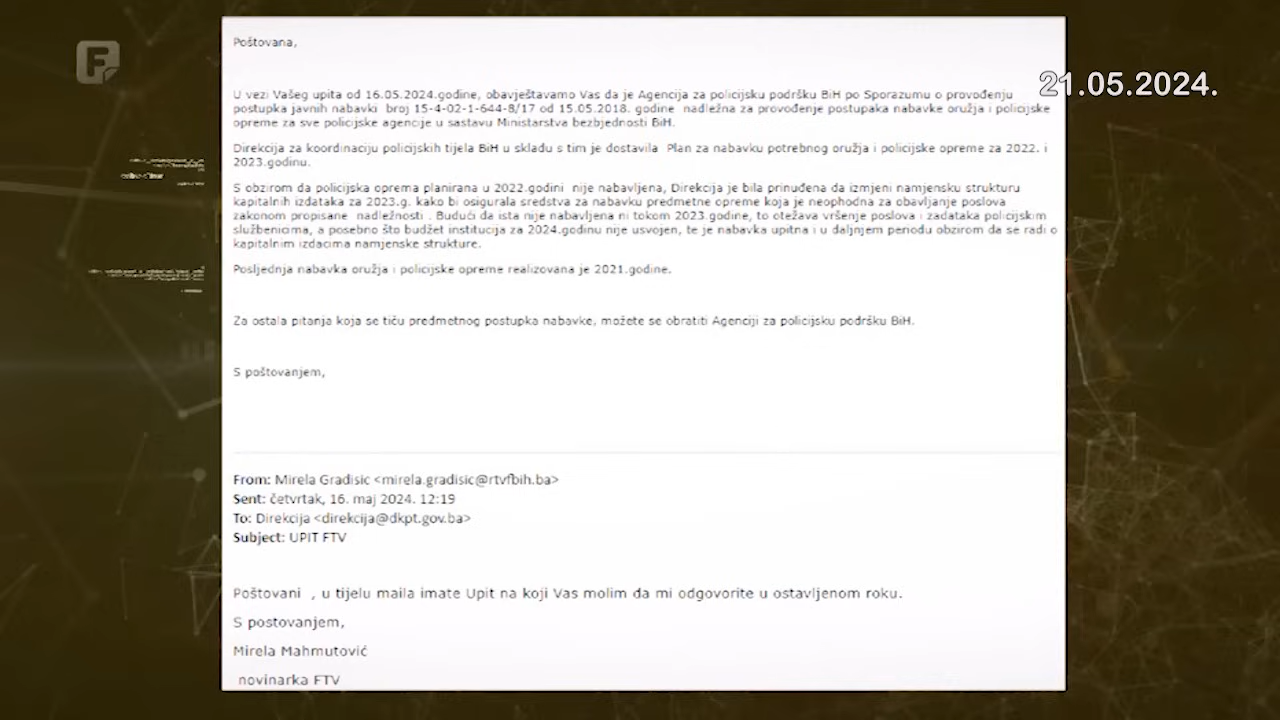 F
21.05.2024.
Poštovana,
U vezi Vašeg upita od 16.05.2024.godine, obavještavamo Vas da je Agencija za policijsku podršku BiH po Sporazumu o provođenju
postupka javnih nabavki broj 15-4-02-1-644-8/17 od 15.05.2018. godine nadležna za provođenje postupaka nabavke oružja i policijske
opreme za sve policijske agencije u sastavu Ministarstva bezbjednosti BiH.
Direkcija za koordinaciju policijskih tijela BiH u skladu s tim je dostavila Plan za nabavku potrebnog oružja i policijske opreme za 2022. i
2023.godinu.
S obzirom da policijska oprema planirana u 2022.godini nije nabavljena, Direkcija je bila prinuđena da izmjeni namjensku strukturu
kapitalnih izdataka za 2023.g. kako bi osigurala sredstva za nabavku predmetne opreme koja je neophodna za obavljanje poslova
zakonom propisane nadležnosti . Budući da ista nije nabavljena ni tokom 2023.godine, to otežava vršenje poslova i zadataka policijskim
službenicima, a posebno što budžet institucija za 2024.godinu nije usvojen, te je nabavka upitna i u daljnjem periodu obzirom da se radi o
kapitalnim izdacima namjenske strukture.
Posljednja nabavka oružja i policijske opreme realizovana je 2021.godine.
Za ostala pitanja koja se tiču predmetnog postupka nabavke, možete se obratiti Agenciji za policijsku podršku BiH.
S poštovanjem,
From: Mirela Gradisic <mirela.gradisic@rtvfbih.ba>
Sent: četvrtak, 16. maj 2024. 12:19
To: Direkcija <direkcija@dkpt.gov.ba>
Subject: UPIT FTV
Poštovani , u tijelu maila imate Upit na koji Vas molim da mi odgovorite u ostavljenom roku.
S postovanjem,
Mirela Mahmutović
novinarka FTV